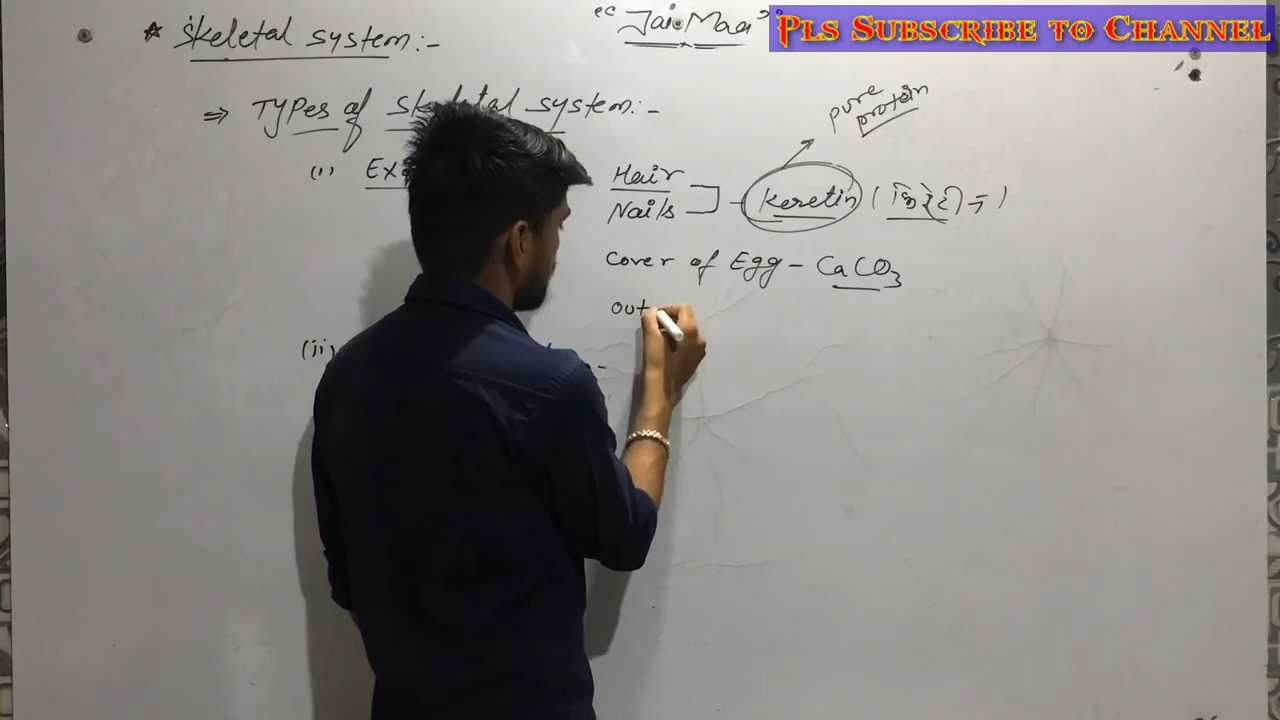 "Jai Maa"
Pls Subscribe to Channel
* Skeletal system:-
⇒ Types of skeletal system:-
(i) Ex
Hair
Nails
- Keretin
pure
protein
Cover of Egg - CaCO3
out
(ii)